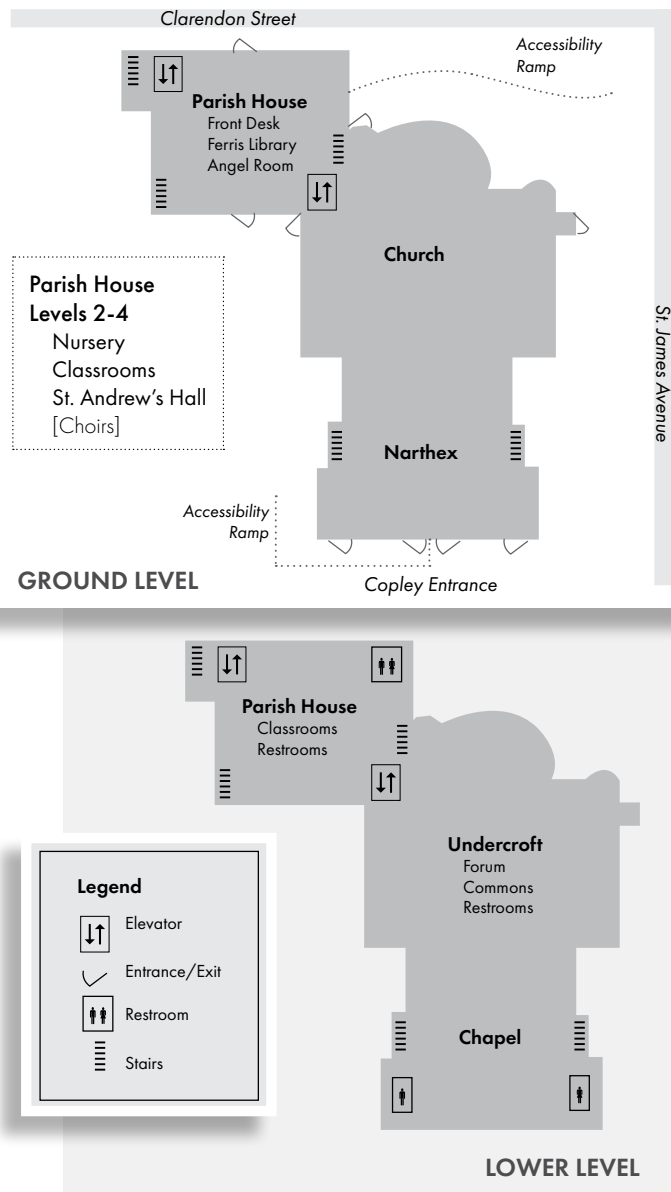 Clarendon Street
Accessibility
Ramp
Parish House
Front Desk
Ferris Library
Angel Room
Church
Parish House
Levels 2-4
Nursery
Classrooms
St. Andrew's Hall
[Choirs]
St. James Avenue
Narthex
Accessibility
Ramp
GROUND LEVEL
Copley Entrance
Parish House
Classrooms
Restrooms
Undercroft
Forum
Commons
Restrooms
Legend
Elevator
Entrance/Exit
Restroom
Stairs
Chapel
LOWER LEVEL